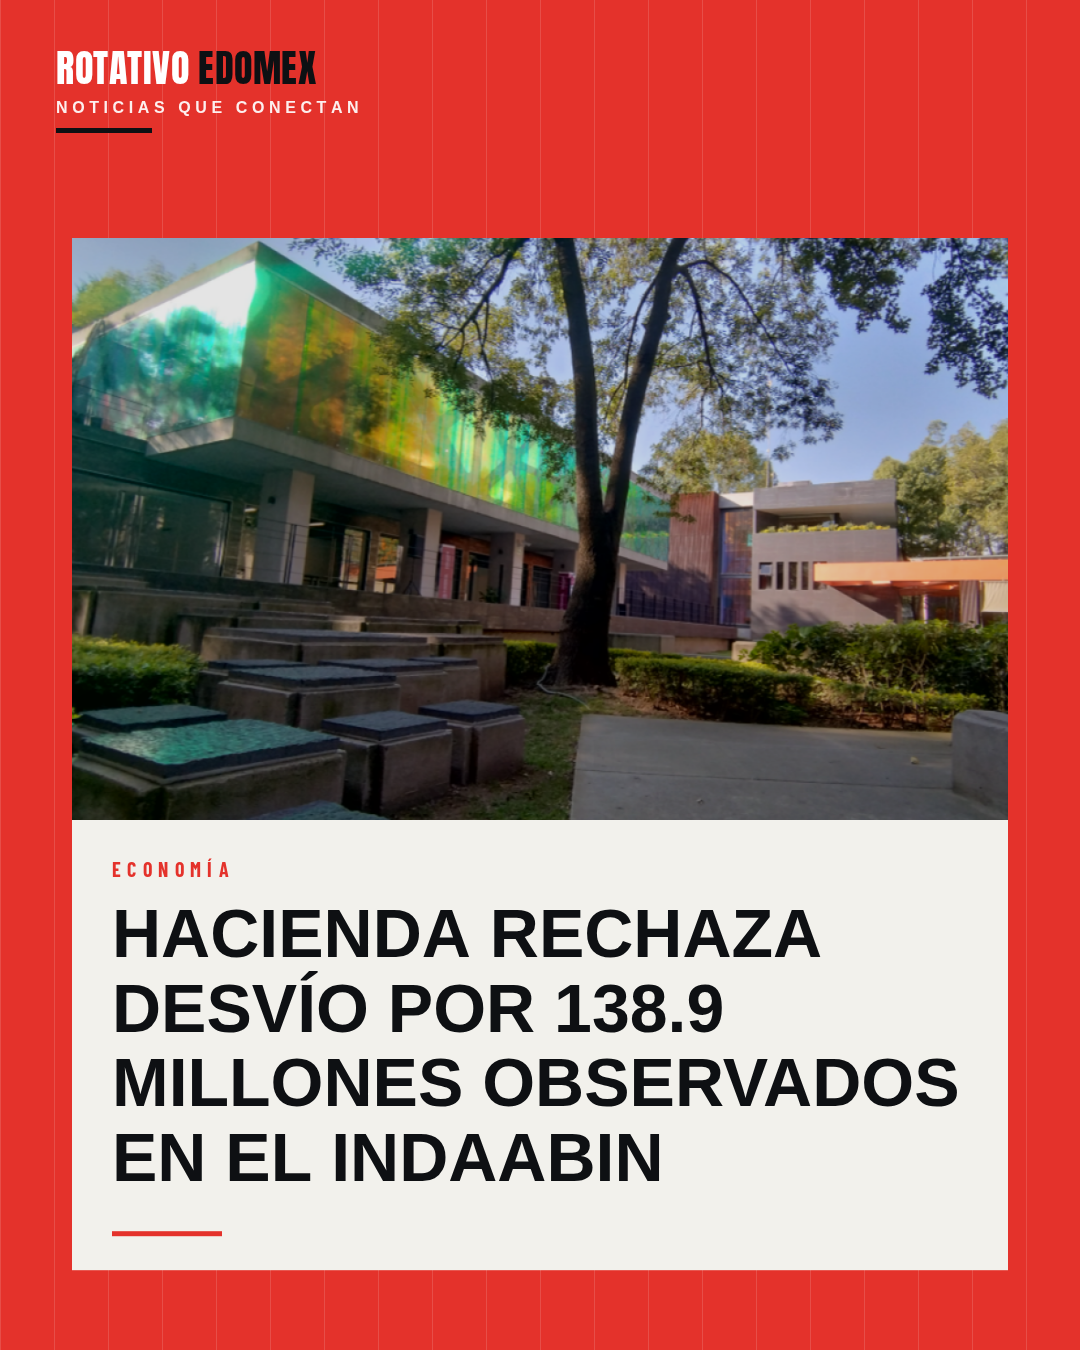 ROTATIVO EDOMEX
NOTICIAS QUE CONECTAN
ECONOMÍA
HACIENDA RECHAZA
DESVÍO POR 138.9
MILLONES OBSERVADOS
EN EL INDAABIN